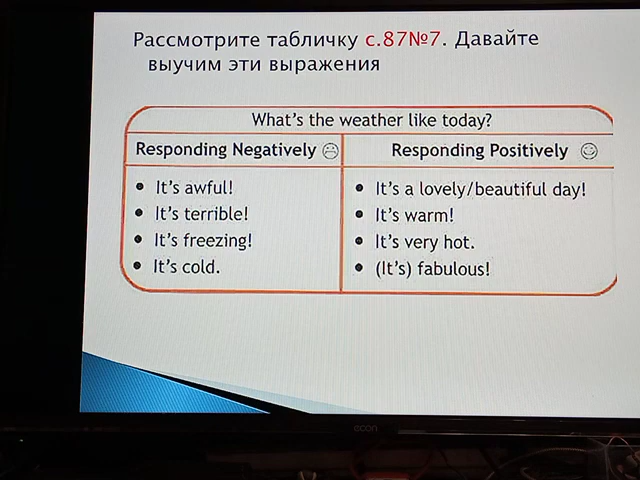 Рассмотрите табличку с.87№7. Давайте
выучим эти выражения
What's the weather like today?
Responding Negatively
Responding Positively
• It's awful!
• It's terrible!
• It's freezing!
• It's cold.
• It's a lovely/beautiful day!
• It's warm!
• It's very hot.
• (It's) fabulous!
econ